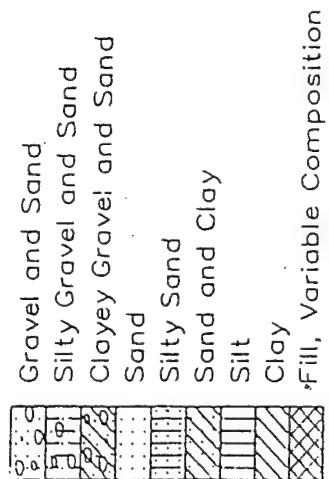 Gravel and Sand
Silty Gravel and Sand
Clayey Gravel and Sand
Sand
Silty Sand
Sand and Clay
Silt
Clay
Fill, Variable Composition